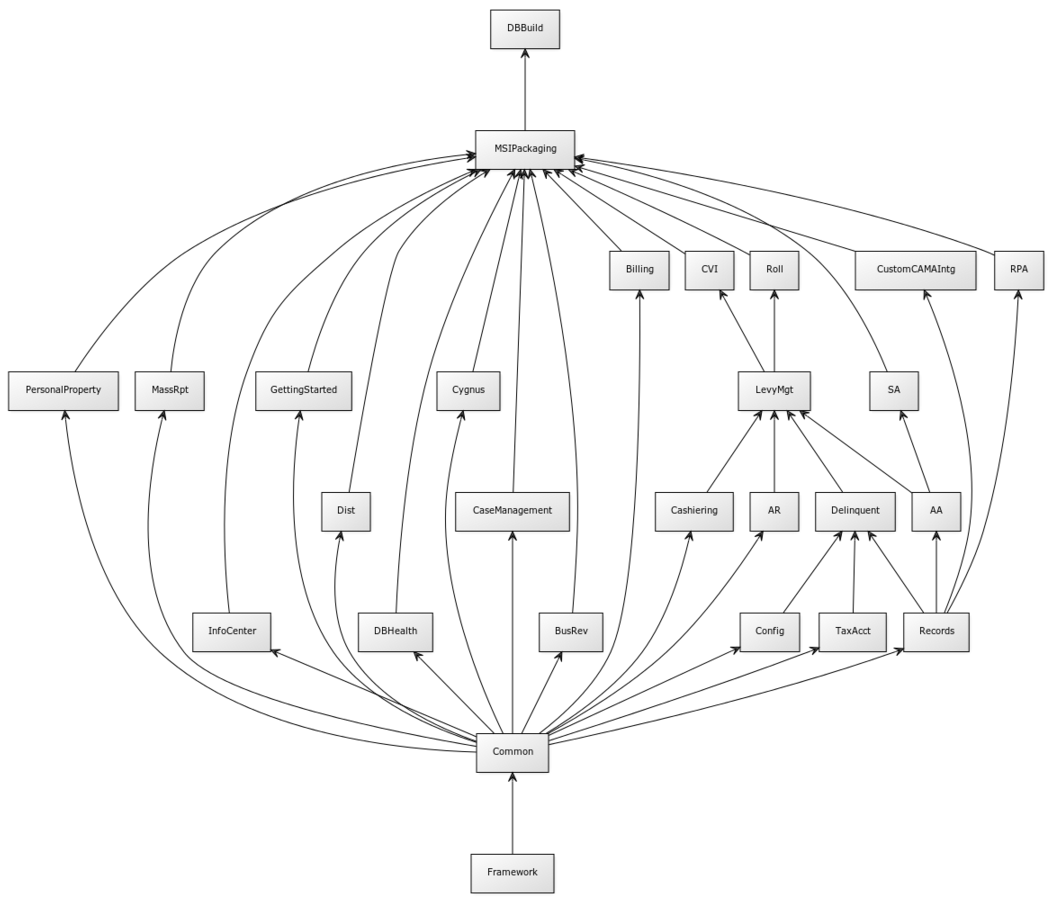 DBBuild
MSIPackaging
Billing
CVI
Roll
CustomCAMAIntg
RPA
PersonalProperty
MassRpt
GettingStarted
Cygnus
LevyMgt
SA
Dist
CaseManagement
Cashiering
AR
Delinquent
AA
InfoCenter
DBHealth
BusRev
Config
TaxAcct
Records
Common
Framework